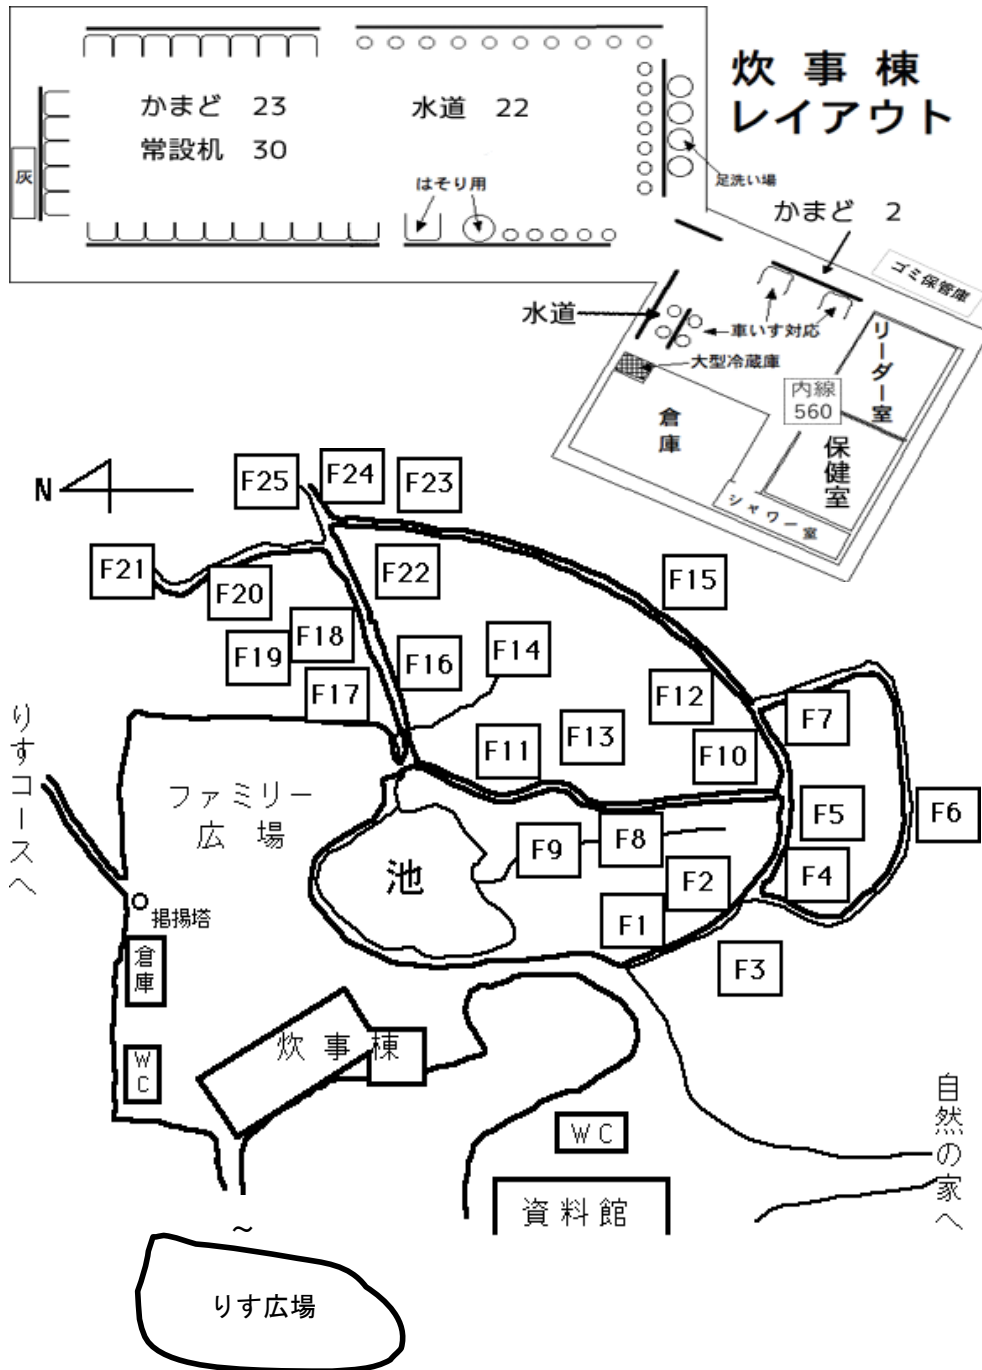 炊事棟
レイアウト
かまど 23
常設机 30
水道 22
灰
はそり用
足洗い場
かまど 2
ゴミ保管庫
水道
車いす対応
大型冷蔵庫
リーダー室
内線
560
倉庫
保健室
シャワー室
N
F25
F24
F23
F21
F20
F22
F15
F19
F18
F16
F14
F17
F12
F7
F11
F13
F10
りすコースへ
ファミリー
広場
F5
F6
F9
F8
池
F2
F4
掲揚塔
F1
倉庫
F3
炊事棟
WC
自然の家へ
WC
資料館
~
りす広場